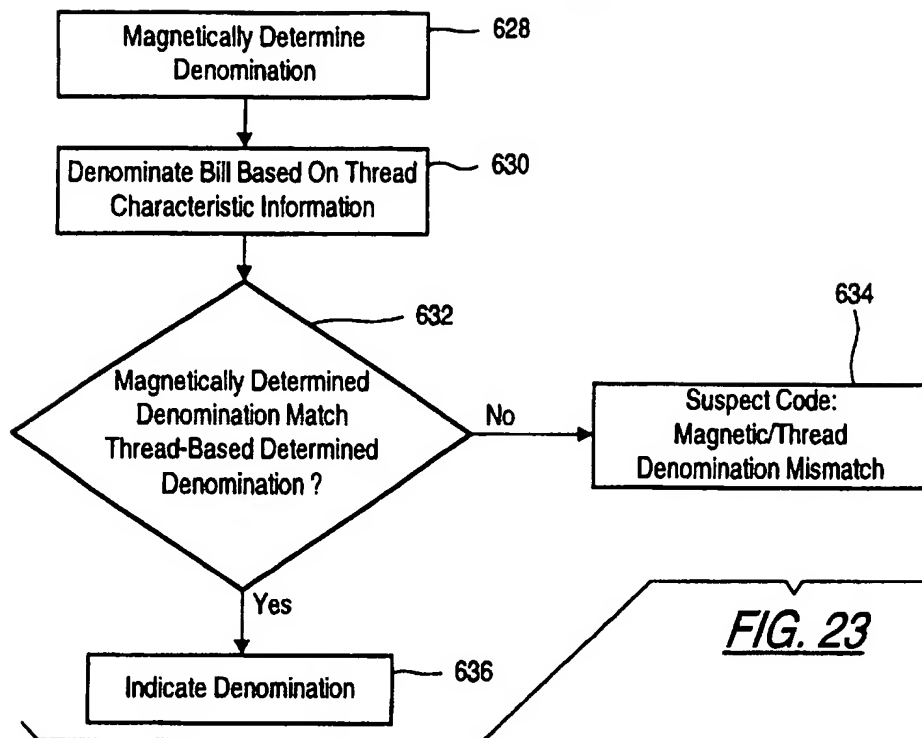 Magnetically Determine
Denomination
628
Denominate Bill Based On Thread
Characteristic Information
630
632
Magnetically Determined
Denomination Match
Thread-Based Determined
Denomination ?
No
634
Suspect Code:
Magnetic/Thread
Denomination Mismatch
Yes
Indicate Denomination
636
FIG. 23